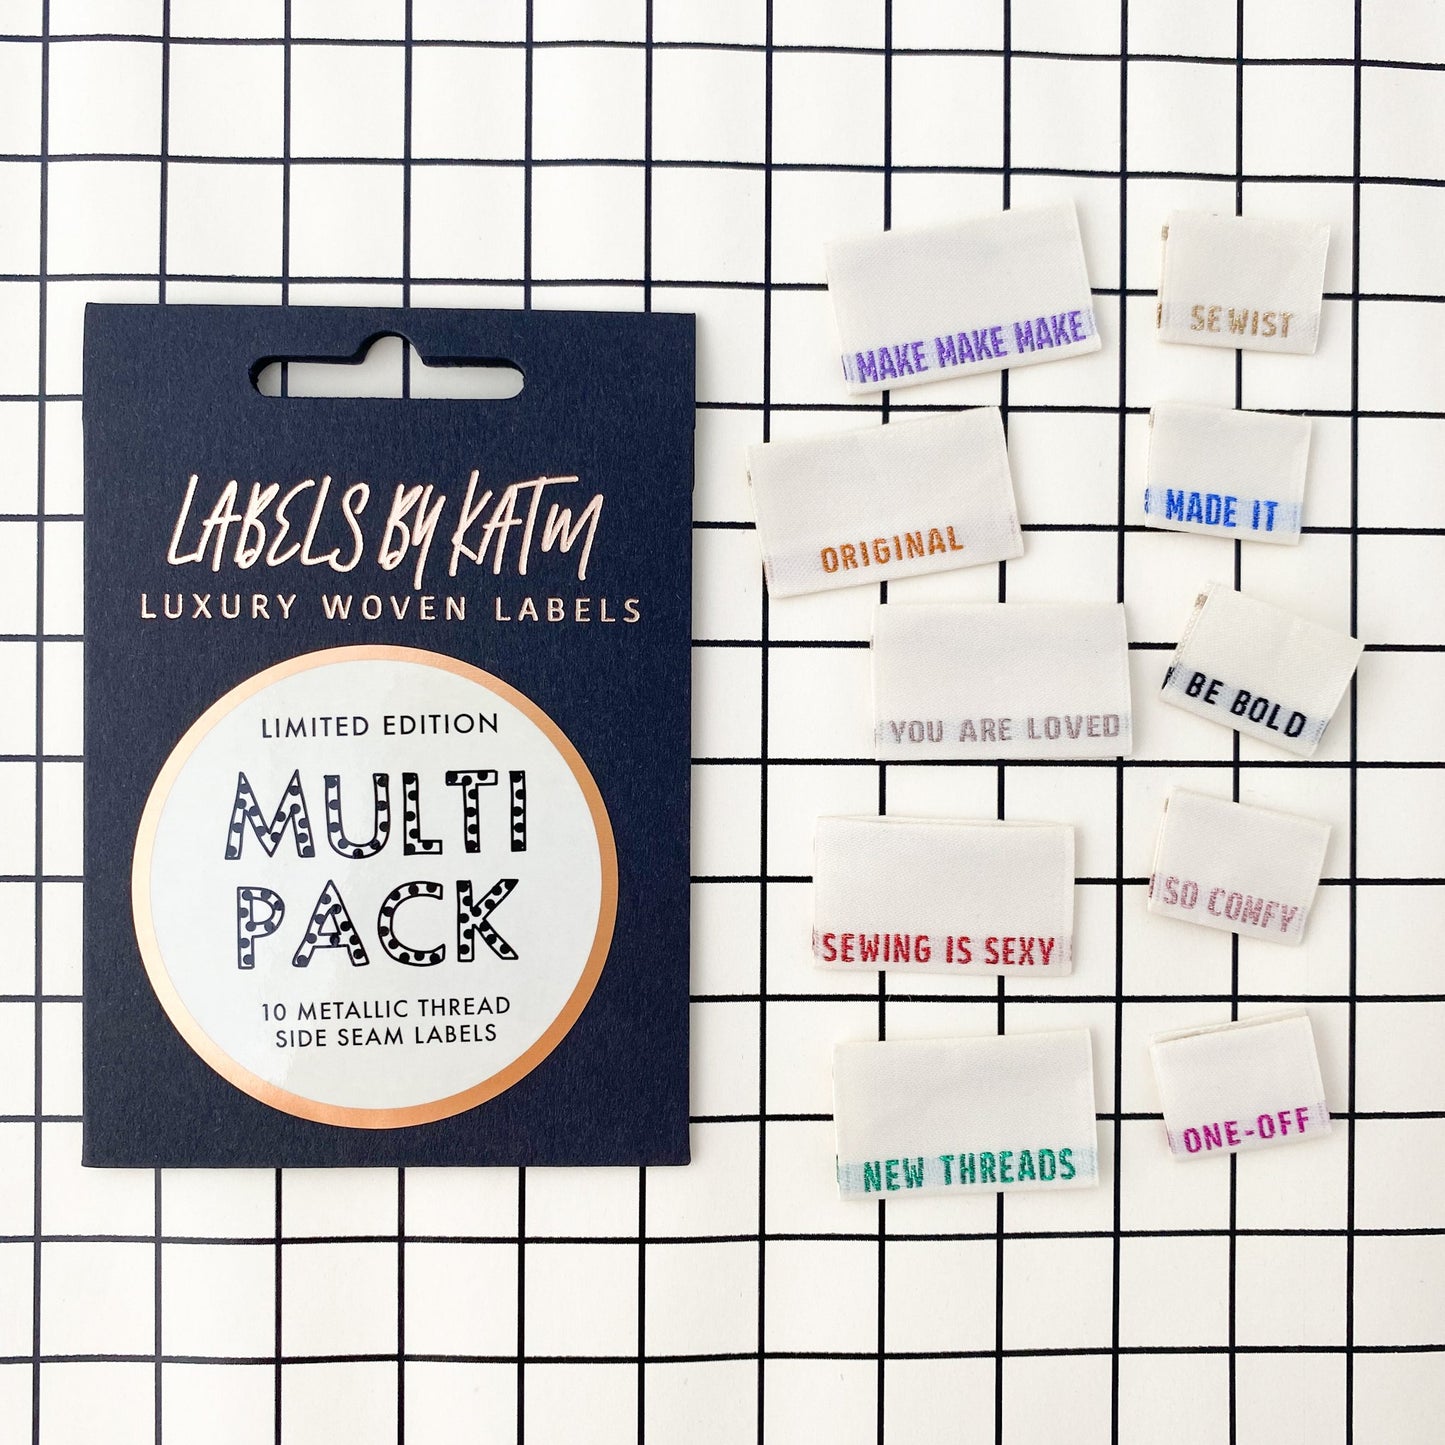 LABELS BY KATM
LUXURY WOVEN LABELS
LIMITED EDITION
MULTI
PACK
10 METALLIC THREAD
SIDE SEAM LABELS
MAKE MAKE MAKE
SEWIST
ORIGINAL
MADE IT
YOU ARE LOVED
BE BOLD
SEWING IS SEXY
SO COMFY
NEW THREADS
ONE-OFF